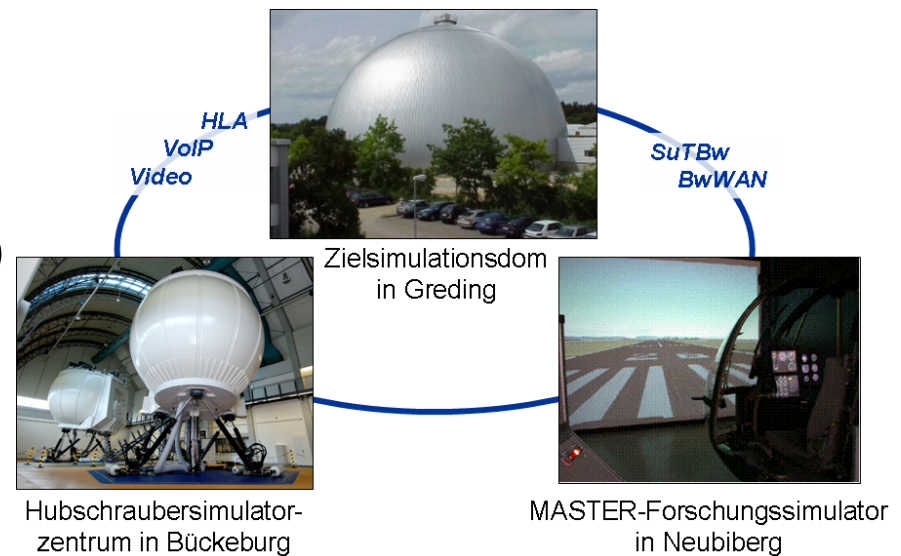 HLA
VoIP
Video
SuTBw
BwWAN
)
Zielsimulationsdom
in Greding
Hubschraubersimulator-
zentrum in Bückeburg
MASTER-Forschungssimulator
in Neubiberg